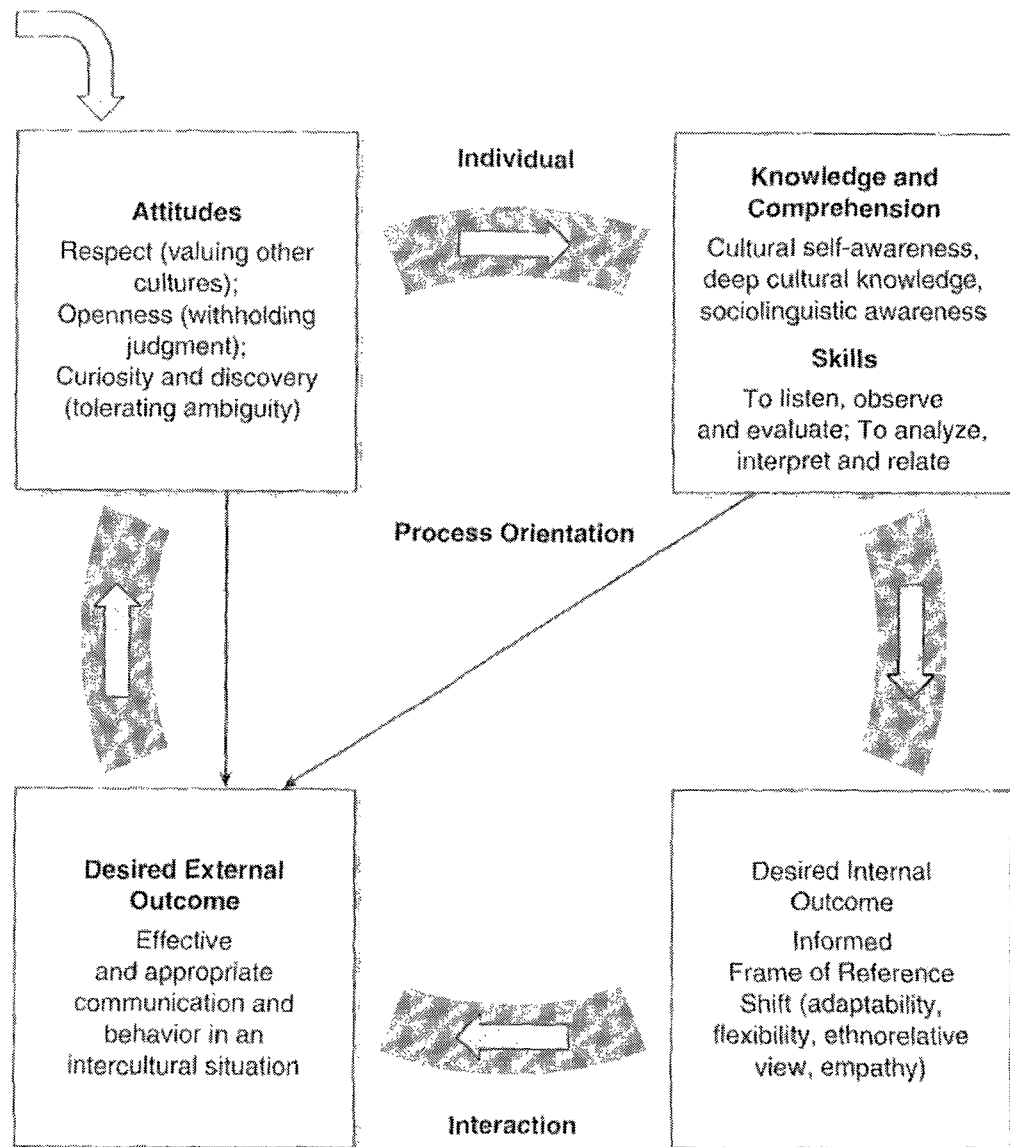 Individual
Attitudes
Respect (valuing other
cultures);
Openness (withholding
judgment);
Curiosity and discovery
(tolerating ambiguity)
Knowledge and
Comprehension
Cultural self-awareness,
deep cultural knowledge,
sociolinguistic awareness
Skills
To listen, observe
and evaluate; To analyze,
interpret and relate
Process Orientation
Desired External
Outcome
Effective
and appropriate
communication and
behavior in an
intercultural situation
Desired Internal
Outcome
Informed
Frame of Reference
Shift (adaptability,
flexibility, ethnorelative
view, empathy)
Interaction